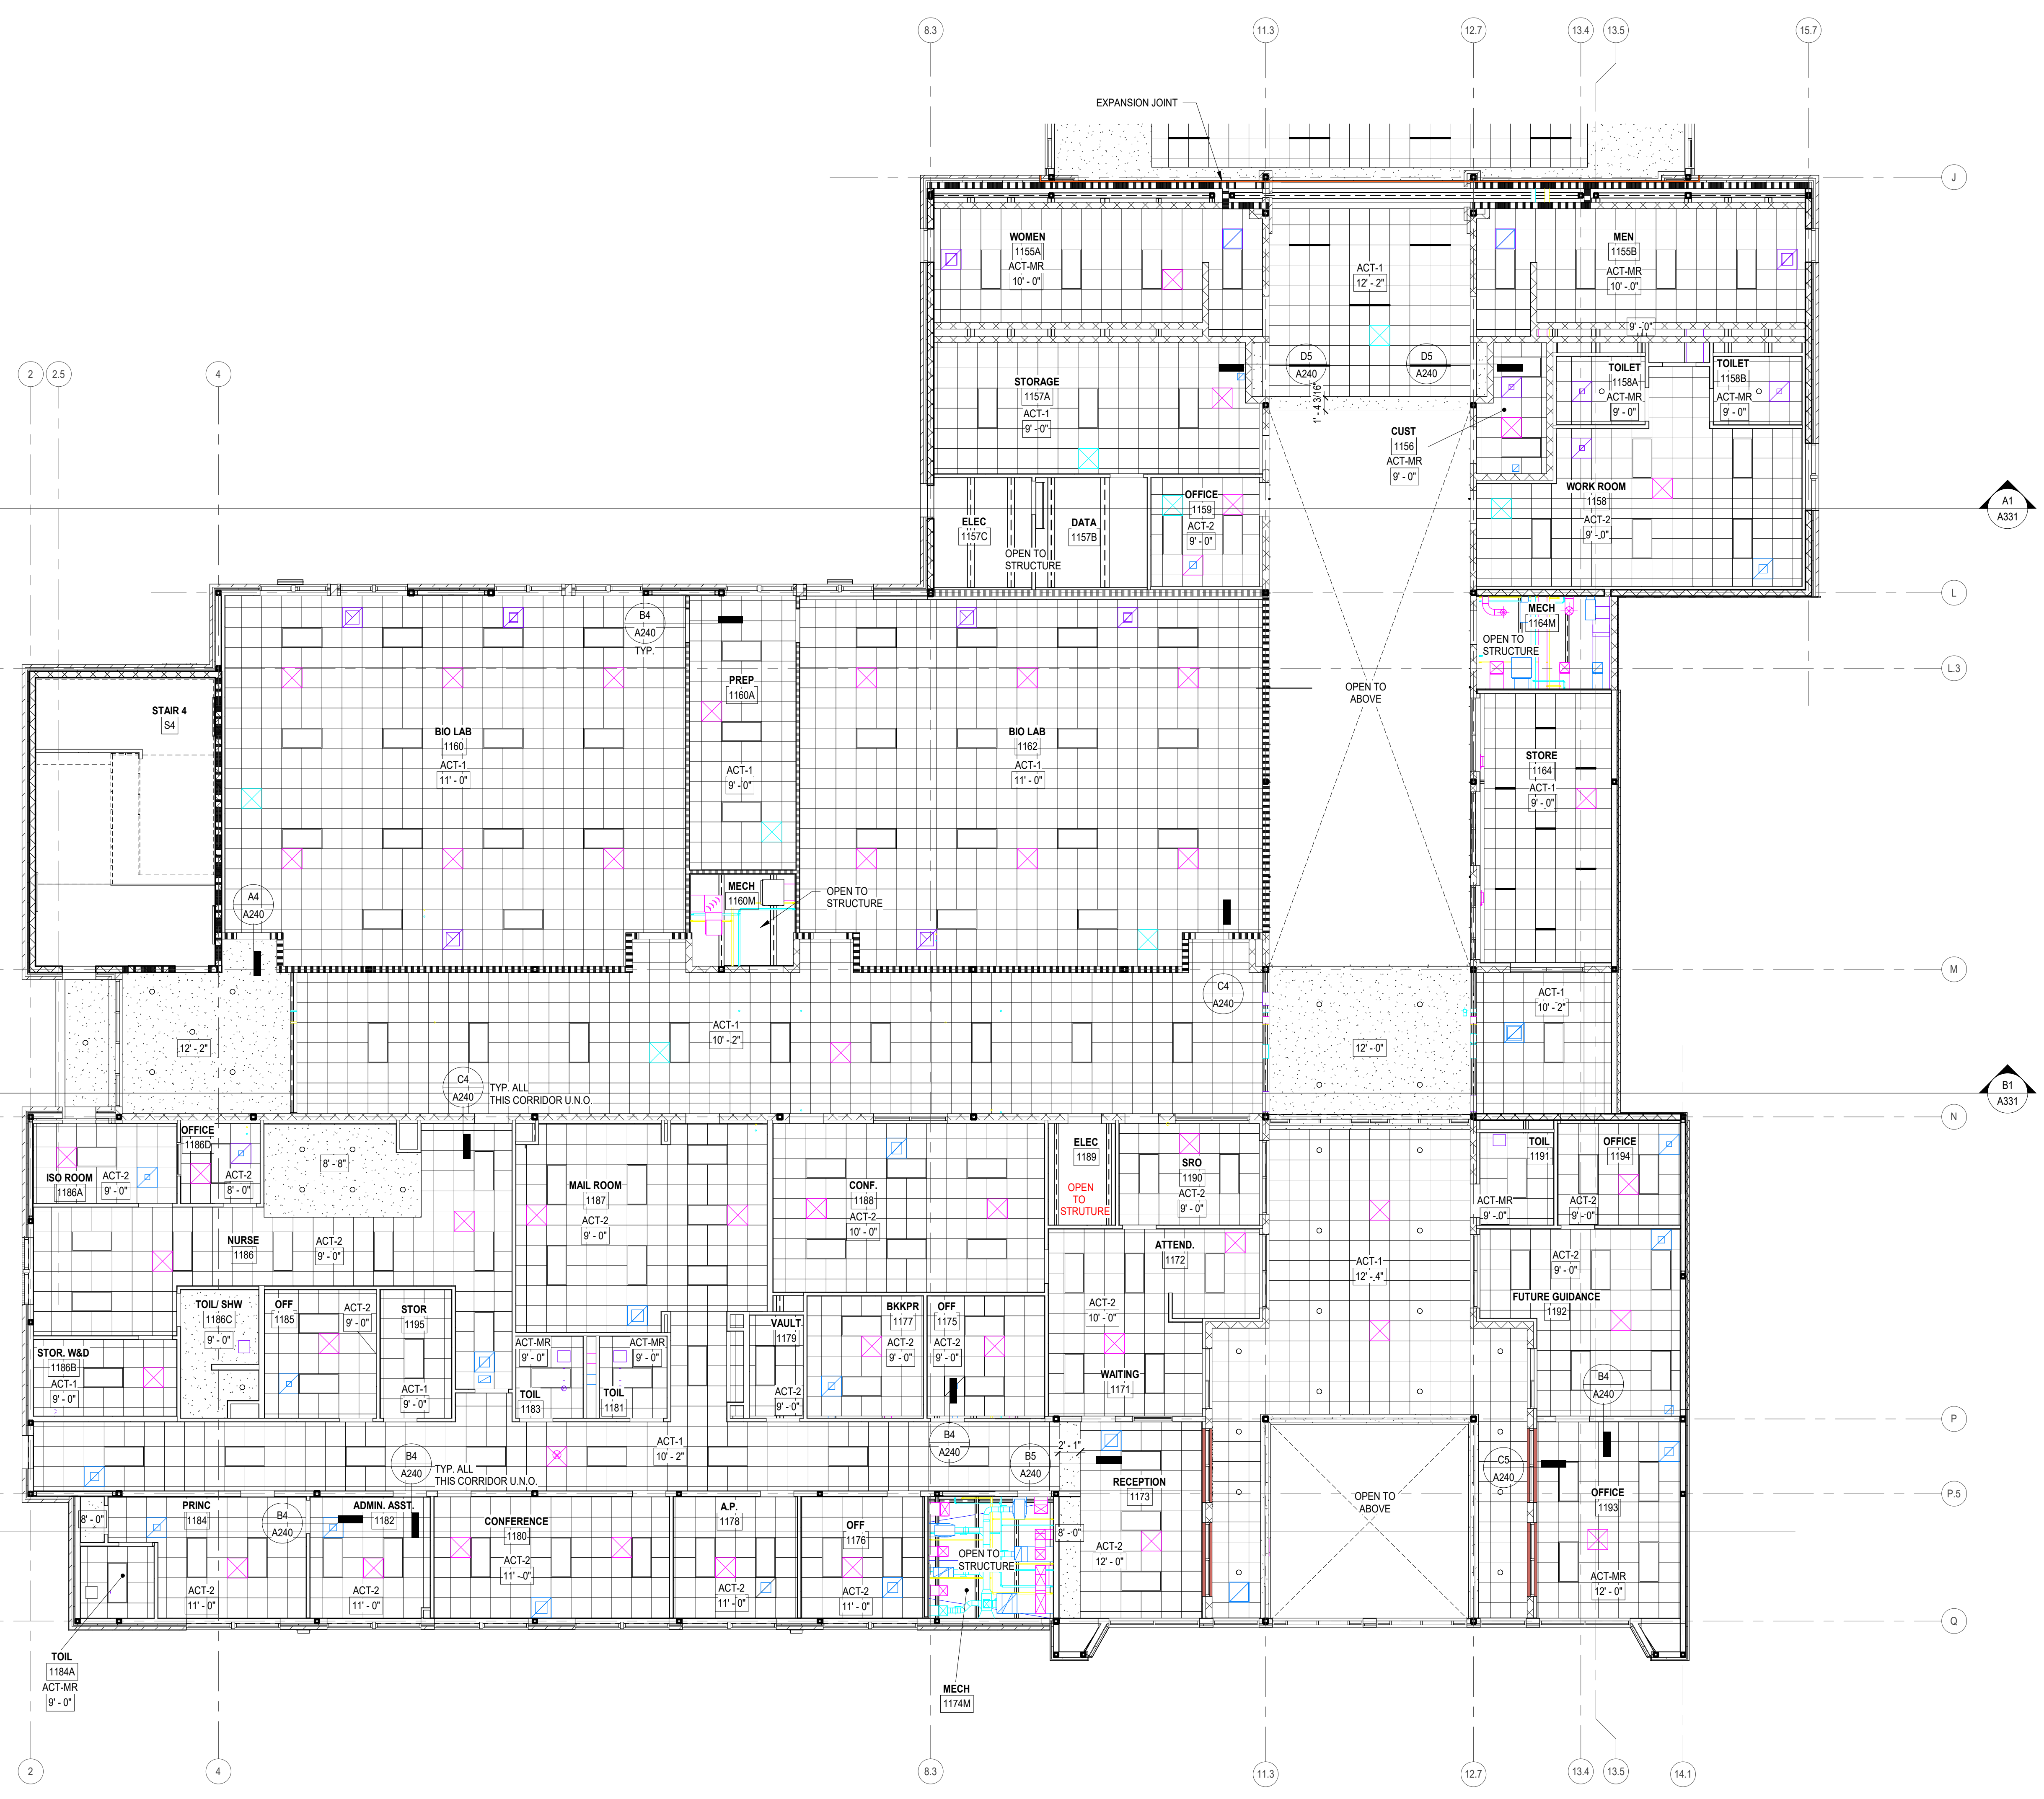 8.3
11.3
12.7
13.4
13.5
15.7
EXPANSION JOINT
J
WOMEN
1155A
ACT-MR
10' - 0"
ACT-1
12' - 2"
MEN
1155B
ACT-MR
10' - 0"
9' - 0"
2
2.5
4
D5
A240
D5
A240
STORAGE
1157A
ACT-1
9' - 0"
1' - 4 3/16"
TOILET
1158A
ACT-MR
9' - 0"
TOILET
1158B
ACT-MR
9' - 0"
CUST
1156
ACT-MR
9' - 0"
WORK ROOM
1158
ACT-2
9' - 0"
A1
A331
ELEC
1157C
DATA
1157B
OPEN TO
STRUCTURE
OFFICE
1159
ACT-2
9' - 0"
L
B4
A240
TYP.
MECH
1164M
OPEN TO
STRUCTURE
L.3
STAIR 4
S4
BIO LAB
1160
ACT-1
11' - 0"
PREP
1160A
ACT-1
9' - 0"
BIO LAB
1162
ACT-1
11' - 0"
OPEN TO
ABOVE
STORE
1164
ACT-1
9' - 0"
A4
A240
MECH
1160M
OPEN TO
STRUCTURE
M
C4
A240
ACT-1
10' - 2"
12' - 2"
ACT-1
10' - 2"
12' - 0"
C4
A240
TYP. ALL
THIS CORRIDOR U.N.O.
B1
A331
N
ISO ROOM
1186A
ACT-2
9' - 0"
OFFICE
1186D
ACT-2
8' - 0"
8' - 8"
MAIL ROOM
1187
ACT-2
9' - 0"
CONF.
1188
ACT-2
10' - 0"
ELEC
1189
OPEN
TO
STRUTURE
SRO
1190
ACT-2
9' - 0"
TOIL
1191
ACT-MR
9' - 0"
OFFICE
1194
ACT-2
9' - 0"
NURSE
1186
ACT-2
9' - 0"
ATTEND.
1172
ACT-1
12' - 4"
ACT-2
9' - 0"
FUTURE GUIDANCE
1192
TOIL/ SHW
1186C
9' - 0"
OFF
1185
ACT-2
9' - 0"
STOR
1195
ACT-1
9' - 0"
STOR. W&D
1186B
ACT-1
9' - 0"
ACT-MR
9' - 0"
TOIL
1183
ACT-MR
9' - 0"
TOIL
1181
VAULT
1179
ACT-2
9' - 0"
BKKPR
1177
ACT-2
9' - 0"
OFF
1175
ACT-2
9' - 0"
ACT-2
10' - 0"
WAITING
1171
B4
A240
P
B4
A240
TYP. ALL
THIS CORRIDOR U.N.O.
ACT-1
10' - 2"
B4
A240
B5
A240
2' - 1"
C5
A240
RECEPTION
1173
ACT-2
12' - 0"
8' - 0"
OPEN TO
ABOVE
OFFICE
1193
ACT-MR
12' - 0"
P.5
8' - 0"
PRINC
1184
ACT-2
11' - 0"
B4
A240
ADMIN. ASST.
1182
ACT-2
11' - 0"
CONFERENCE
1180
ACT-2
11' - 0"
A.P.
1178
ACT-2
11' - 0"
OFF
1176
ACT-2
11' - 0"
OPEN TO
STRUCTURE
Q
TOIL
1184A
ACT-MR
9' - 0"
MECH
1174M
2
4
8.3
11.3
12.7
13.4
13.5
14.1